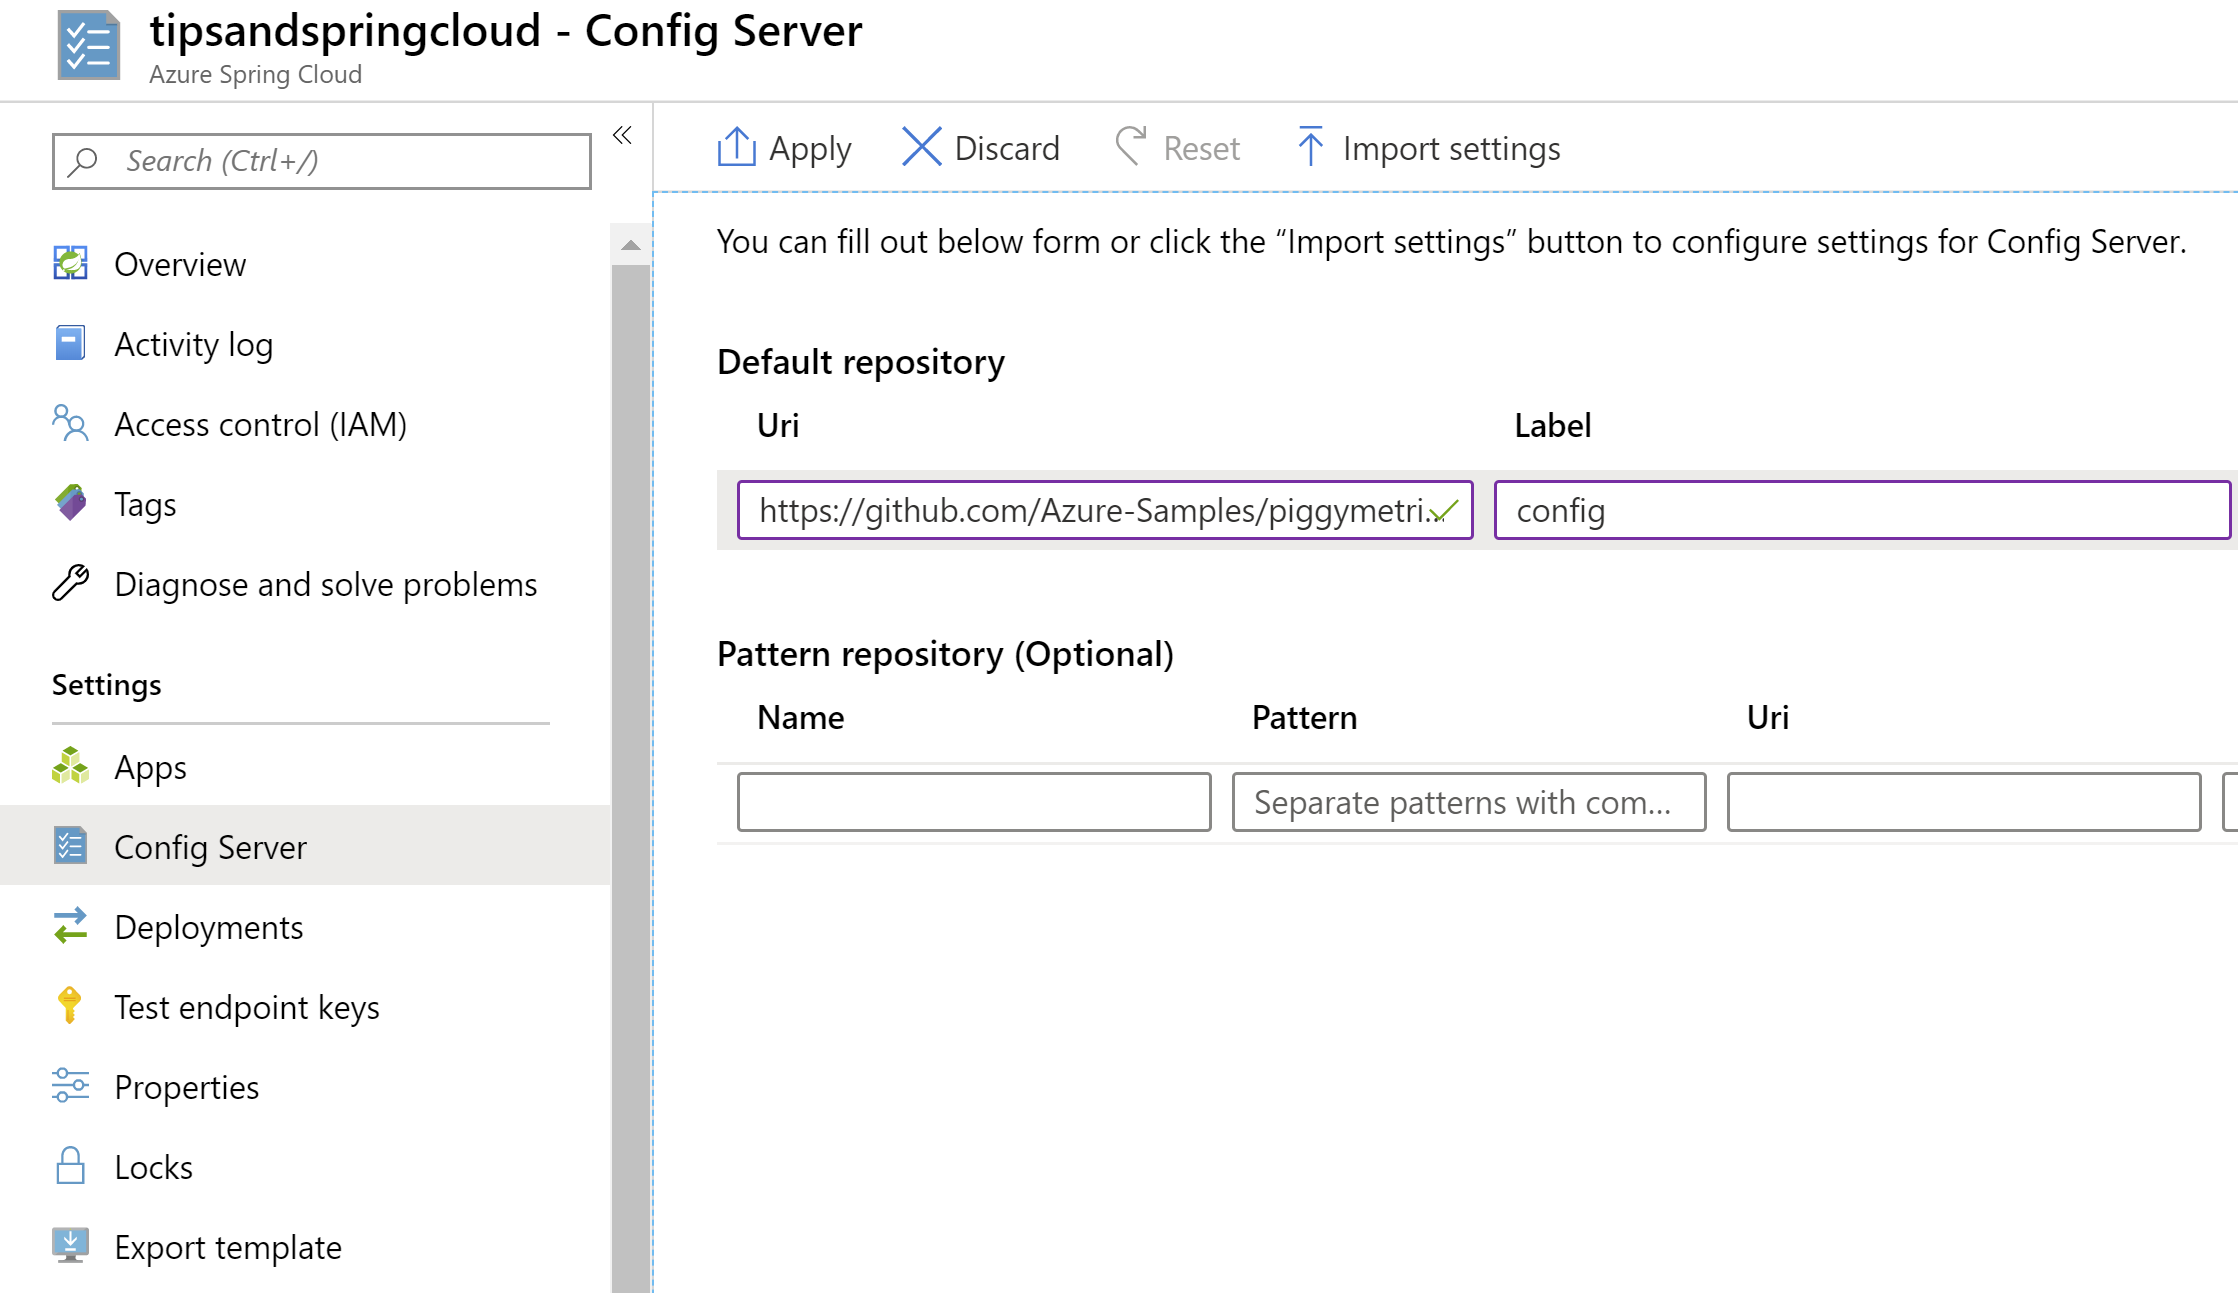 tipsandspringcloud - Config Server
Azure Spring Cloud
Search (Ctrl+/)
«
Overview
Activity log
Access control (IAM)
Tags
Diagnose and solve problems
Settings
Apps
Config Server
Deployments
Test endpoint keys
Properties
Locks
Export template
Apply Discard Reset Import settings
You can fill out below form or click the “Import settings” button to configure settings for Config Server.
Default repository
Uri Label
https://github.com/Azure-Samples/piggymetri... config
Pattern repository (Optional)
Name Pattern Uri
Separate patterns with com...